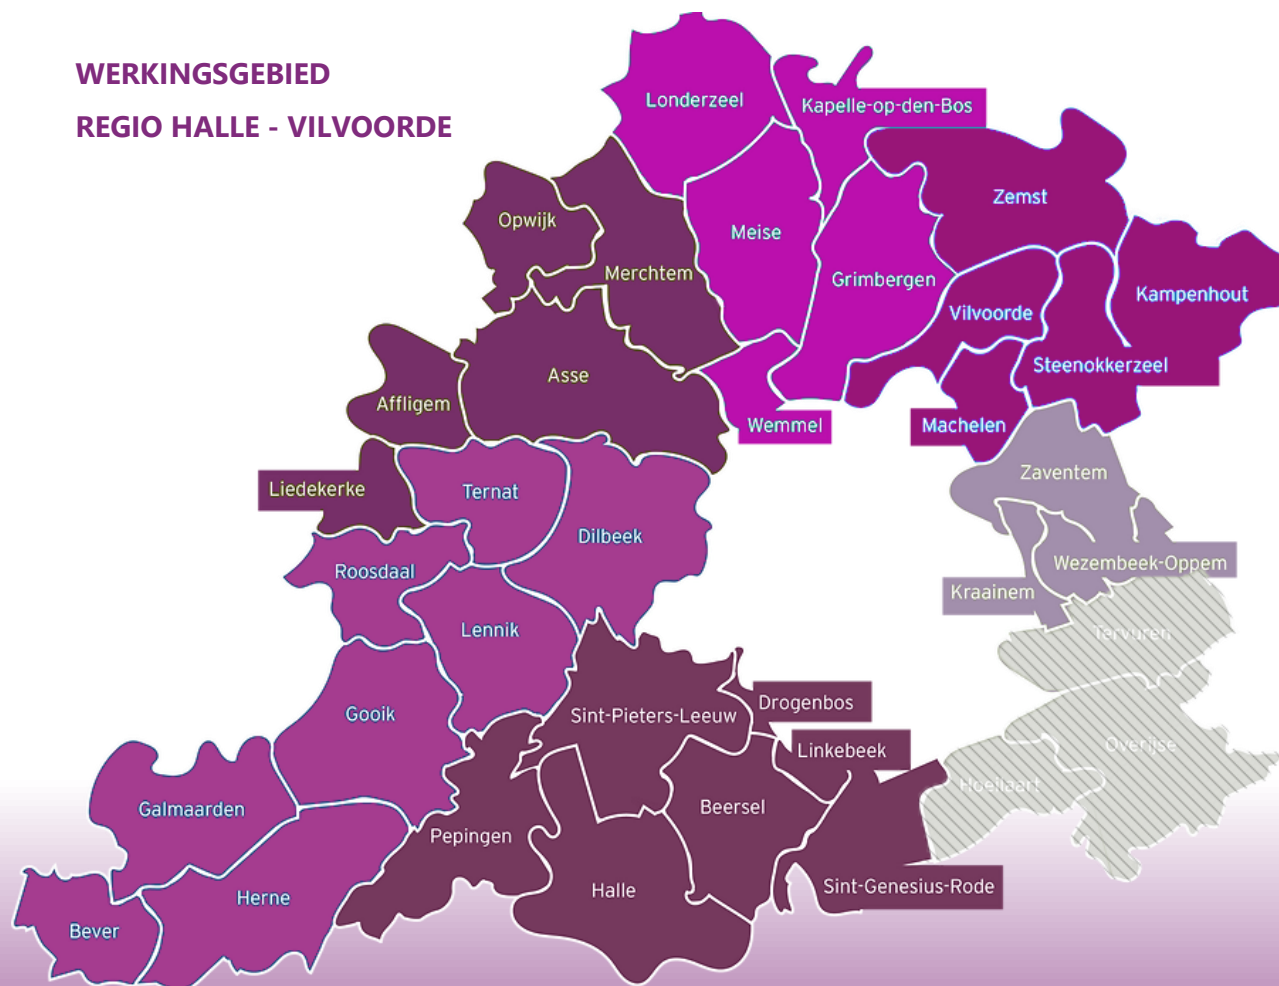 WERKINGSGEBIED
REGIO HALLE - VILVOORDE
Londerzeel
Kapelle-op-den-Bos
Zemst
Opwijk
Meise
Merchtem
Grimbergen
Kampenhout
Vilvoorde
Steenokkerzeel
Asse
Affligem
Wemmel
Machelen
Zaventem
Liedekerke
Ternat
Dilbeek
Wezembeek-Oppem
Roosdaal
Kraainem
Lennik
Tervuren
Drogenbos
Gooik
Sint-Pieters-Leeuw
Overijse
Linkebeek
Hoeilaart
Galmaarden
Beersel
Pepingen
Sint-Genesius-Rode
Halle
Herne
Bever